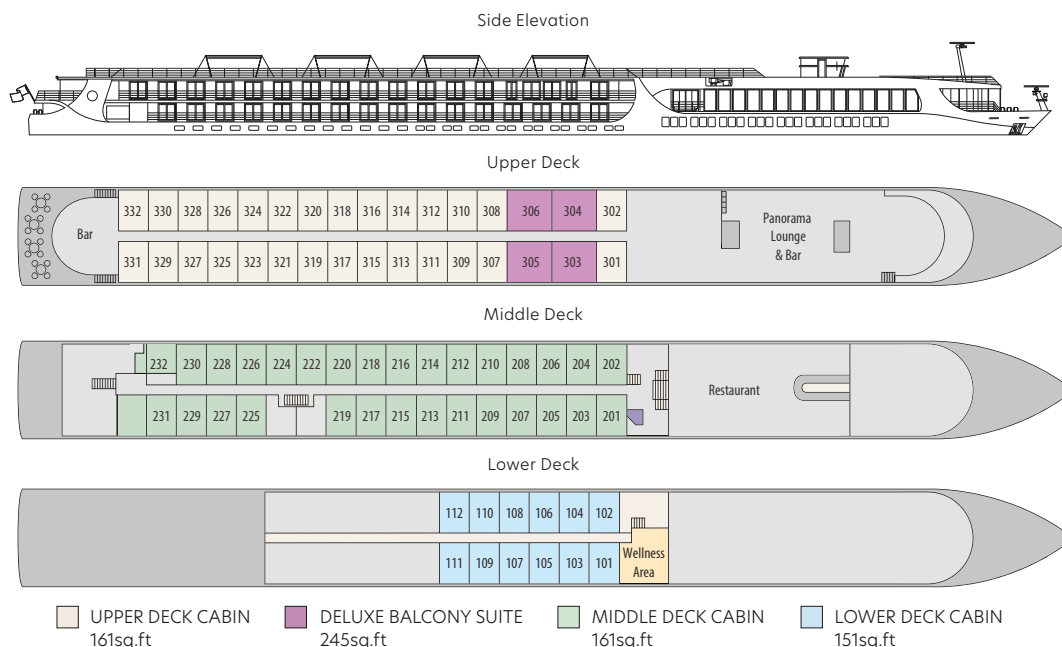 Side Elevation
Upper Deck
332 330 328 326 324 322 320 318 316 314 312 310 308 306 304 302
Bar
Panorama
Lounge
& Bar
331 329 327 325 323 321 319 317 315 313 311 309 307 305 303 301
Middle Deck
232 230 228 226 224 222 220 218 216 214 212 210 208 206 204 202
Restaurant
231 229 227 225 219 217 215 213 211 209 207 205 203 201
Lower Deck
112 110 108 106 104 102
111 109 107 105 103 101
Wellness
Area
UPPER DECK CABIN
161sq.ft
DELUXE BALCONY SUITE
245sq.ft
MIDDLE DECK CABIN
161sq.ft
LOWER DECK CABIN
151sq.ft